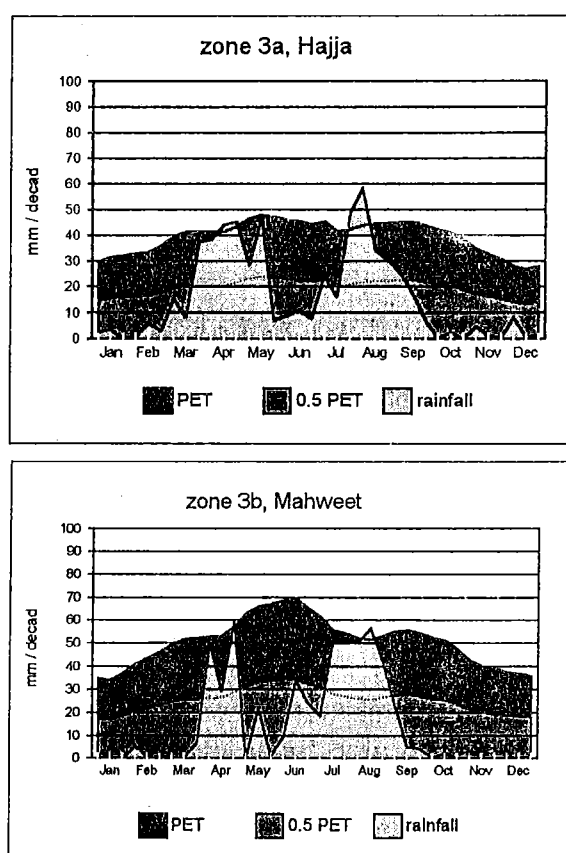 zone 3a, Hajja
100
90
80
70
60
50
40
30
20
10
0
mm / decad
Jan Feb Mar Apr May Jun Jul Aug Sep Oct Nov Dec
PET 0.5 PET rainfall
zone 3b, Mahweet
100
90
80
70
60
50
40
30
20
10
0
mm / decad
Jan Feb Mar Apr May Jun Jul Aug Sep Oct Nov Dec
PET 0.5 PET rainfall